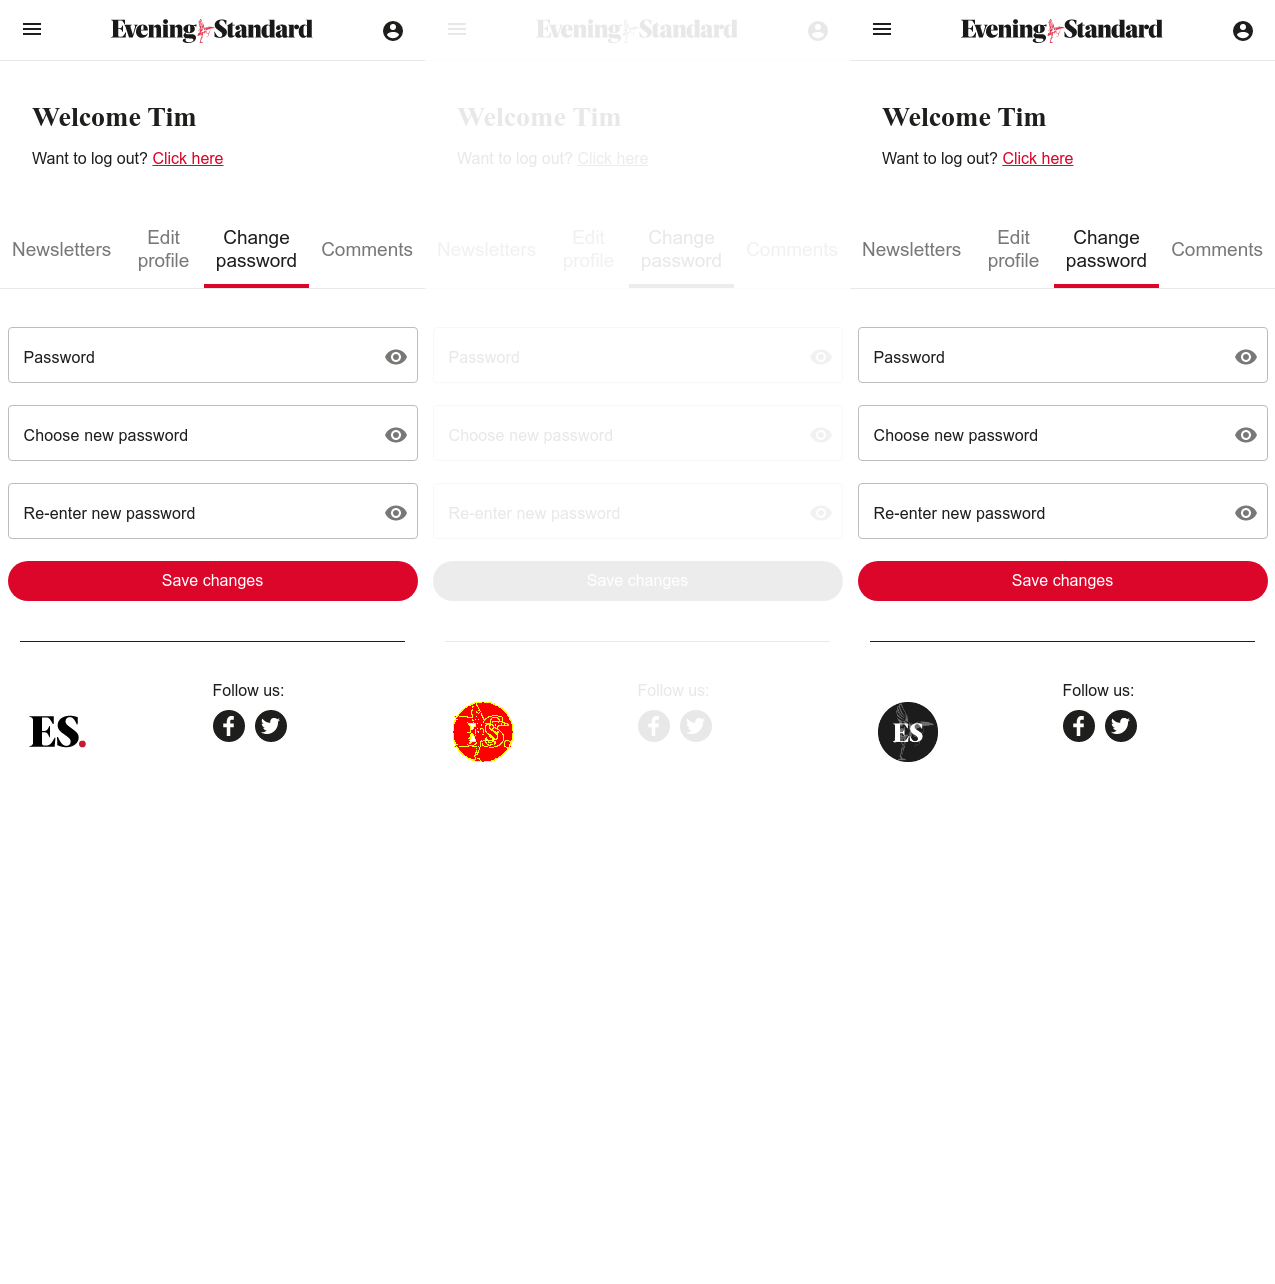 Evening Standard
Welcome Tim
Want to log out? Click here
Newsletters
Edit profile
Change password
Comments
Password
Choose new password
Re-enter new password
Save changes
Follow us:
ES.
Evening Standard
Welcome Tim
Want to log out? Click here
Newsletters
Edit profile
Change password
Comments
Password
Choose new password
Re-enter new password
Save changes
Follow us:
ES
Evening Standard
Welcome Tim
Want to log out? Click here
Newsletters
Edit profile
Change password
Comments
Password
Choose new password
Re-enter new password
Save changes
Follow us:
ES